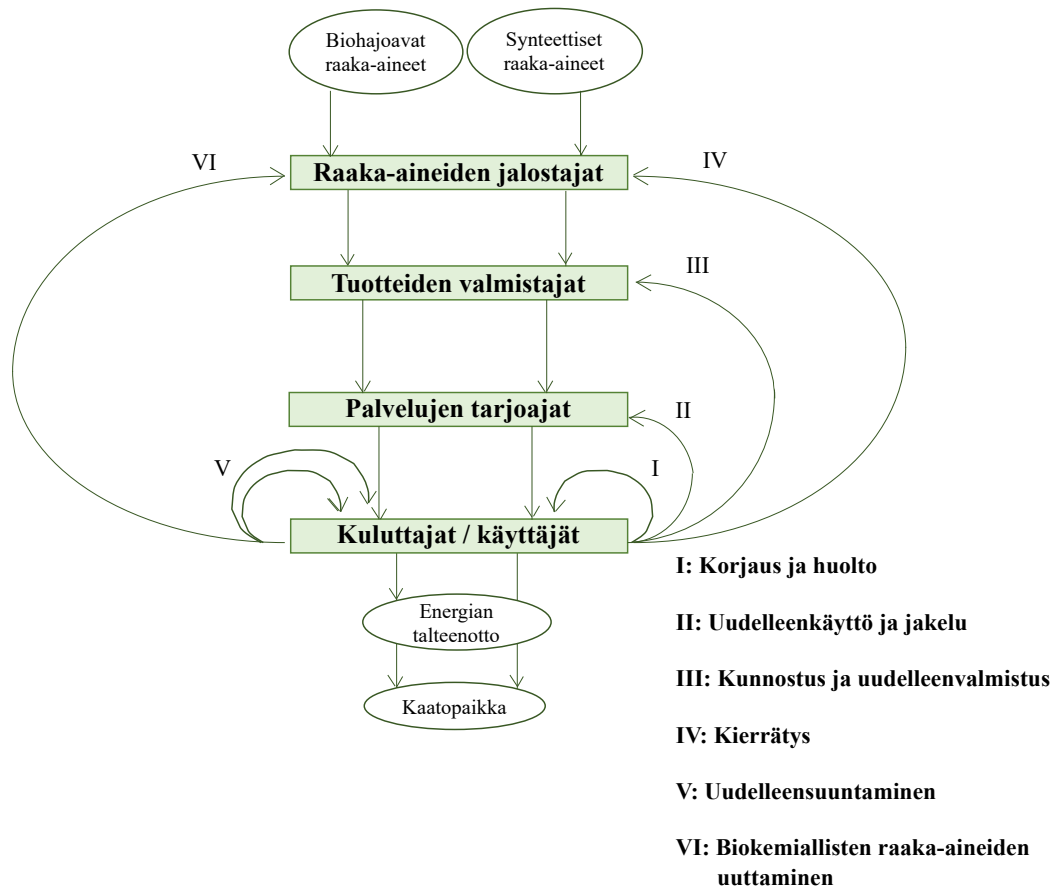 Biohajoavat
raaka-aineet
Synteettiset
raaka-aineet
VI
IV
Raaka-aineiden jalostajat
III
Tuotteiden valmistajat
Palvelujen tarjoajat
II
V
I
Kuluttajat / käyttäjät
Energian
talteenotto
Kaatopaikka
I: Korjaus ja huolto
II: Uudelleenkäyttö ja jakelu
III: Kunnostus ja uudelleenvalmistus
IV: Kierrätys
V: Uudelleensuuntaminen
VI: Biokemiallisten raaka-aineiden
uuttaminen